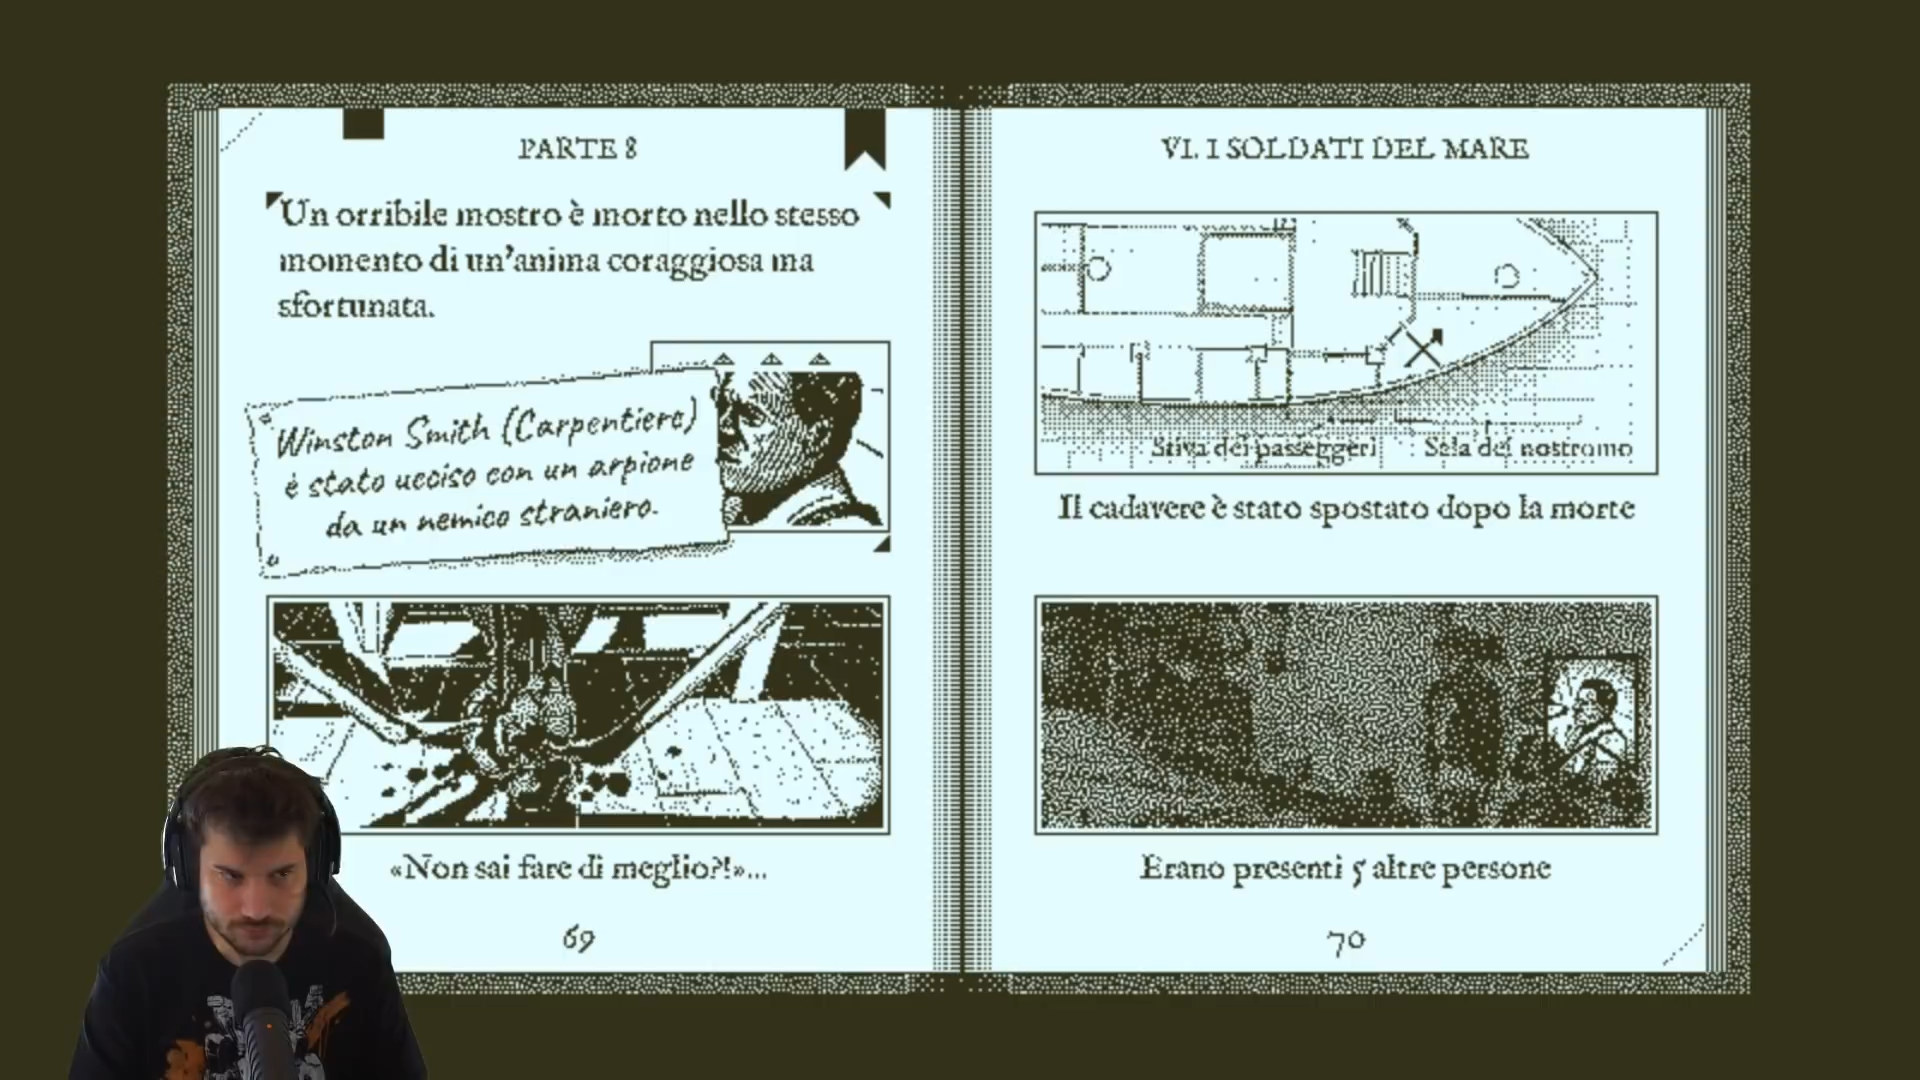 PARTE 8
Un orribile mostro è morto nello stesso
momento di un'anima coraggiosa ma
sfortunata.
Winston Smith (Carpentiere)
è stato ucciso con un arpione
da un nemico straniero.
«Non sai fare di meglio?!»...
69
VI. I SOLDATI DEL MARE
Stiva dei passeggeri
Sala del nostromo
Il cadavere è stato spostato dopo la morte
Erano presenti 5 altre persone
70